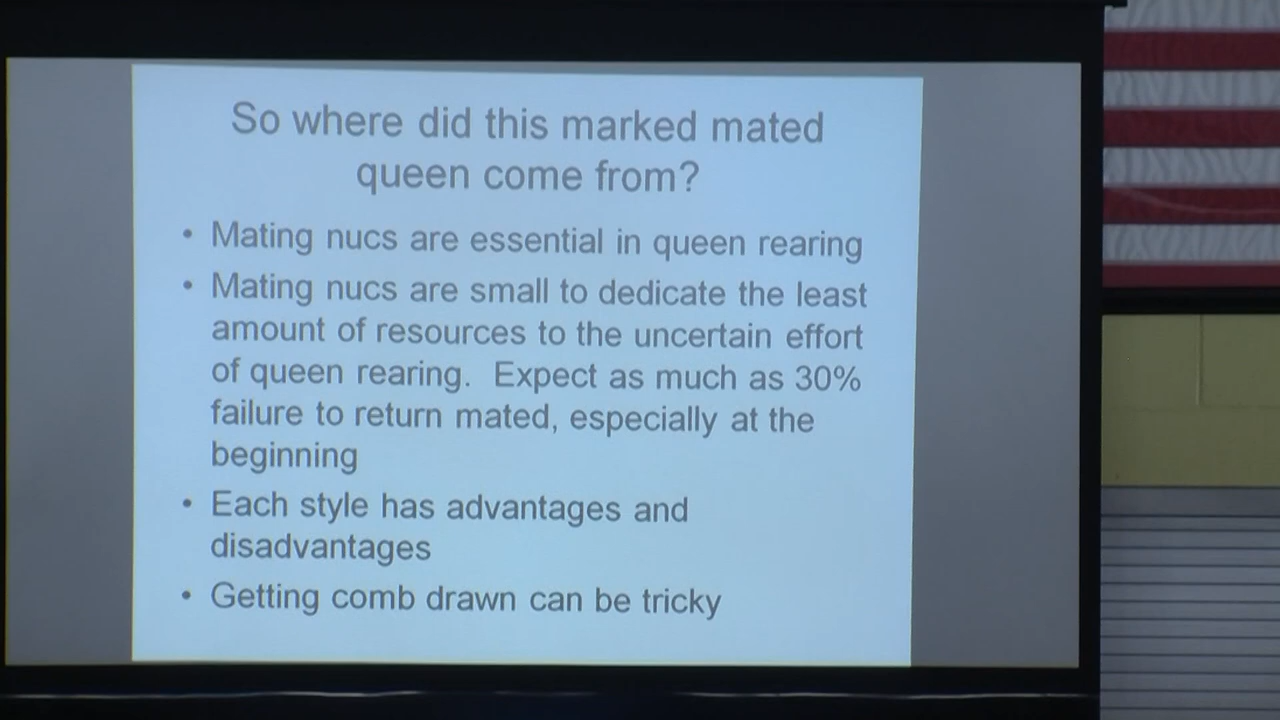 So where did this marked mated
queen come from?
• Mating nucs are essential in queen rearing
• Mating nucs are small to dedicate the least
amount of resources to the uncertain effort
of queen rearing.  Expect as much as 30%
failure to return mated, especially at the
beginning
• Each style has advantages and
disadvantages
• Getting comb drawn can be tricky